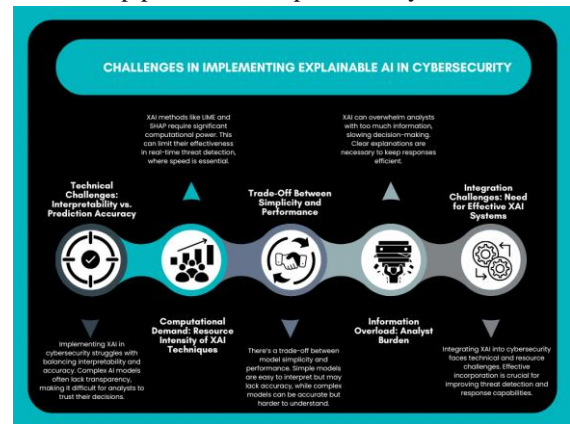 CHALLENGES IN IMPLEMENTING EXPLAINABLE AI IN CYBERSECURITY
XAI methods like LIME and
SHAP require significant
computational power. This
can limit their effectiveness
in real-time threat detection,
where speed is essential.
XAI can overwhelm analysts
with too much information,
slowing decision-making.
Clear explanations are
necessary to keep responses
efficient.
Technical
Challenges:
Interpretability vs.
Prediction Accuracy
Trade-Off Between
Simplicity and
Performance
Integration
Challenges: Need
for Effective XAI
Systems
Computational
Demand: Resource
Intensity of XAI
Techniques
Information
Overload: Analyst
Burden
Implementing XAI in
cybersecurity struggles with
balancing interpretability and
accuracy. Complex AI models
often lack transparency,
making it difficult for analysts to
trust their decisions.
There's a trade-off between
model simplicity and
performance. Simple models
are easy to interpret but may
lack accuracy, while complex
models can be accurate but
harder to understand.
Integrating XAI into cybersecurity
faces technical and resource
challenges. Effective
incorporation is crucial for
improving threat detection and
response capabilities.